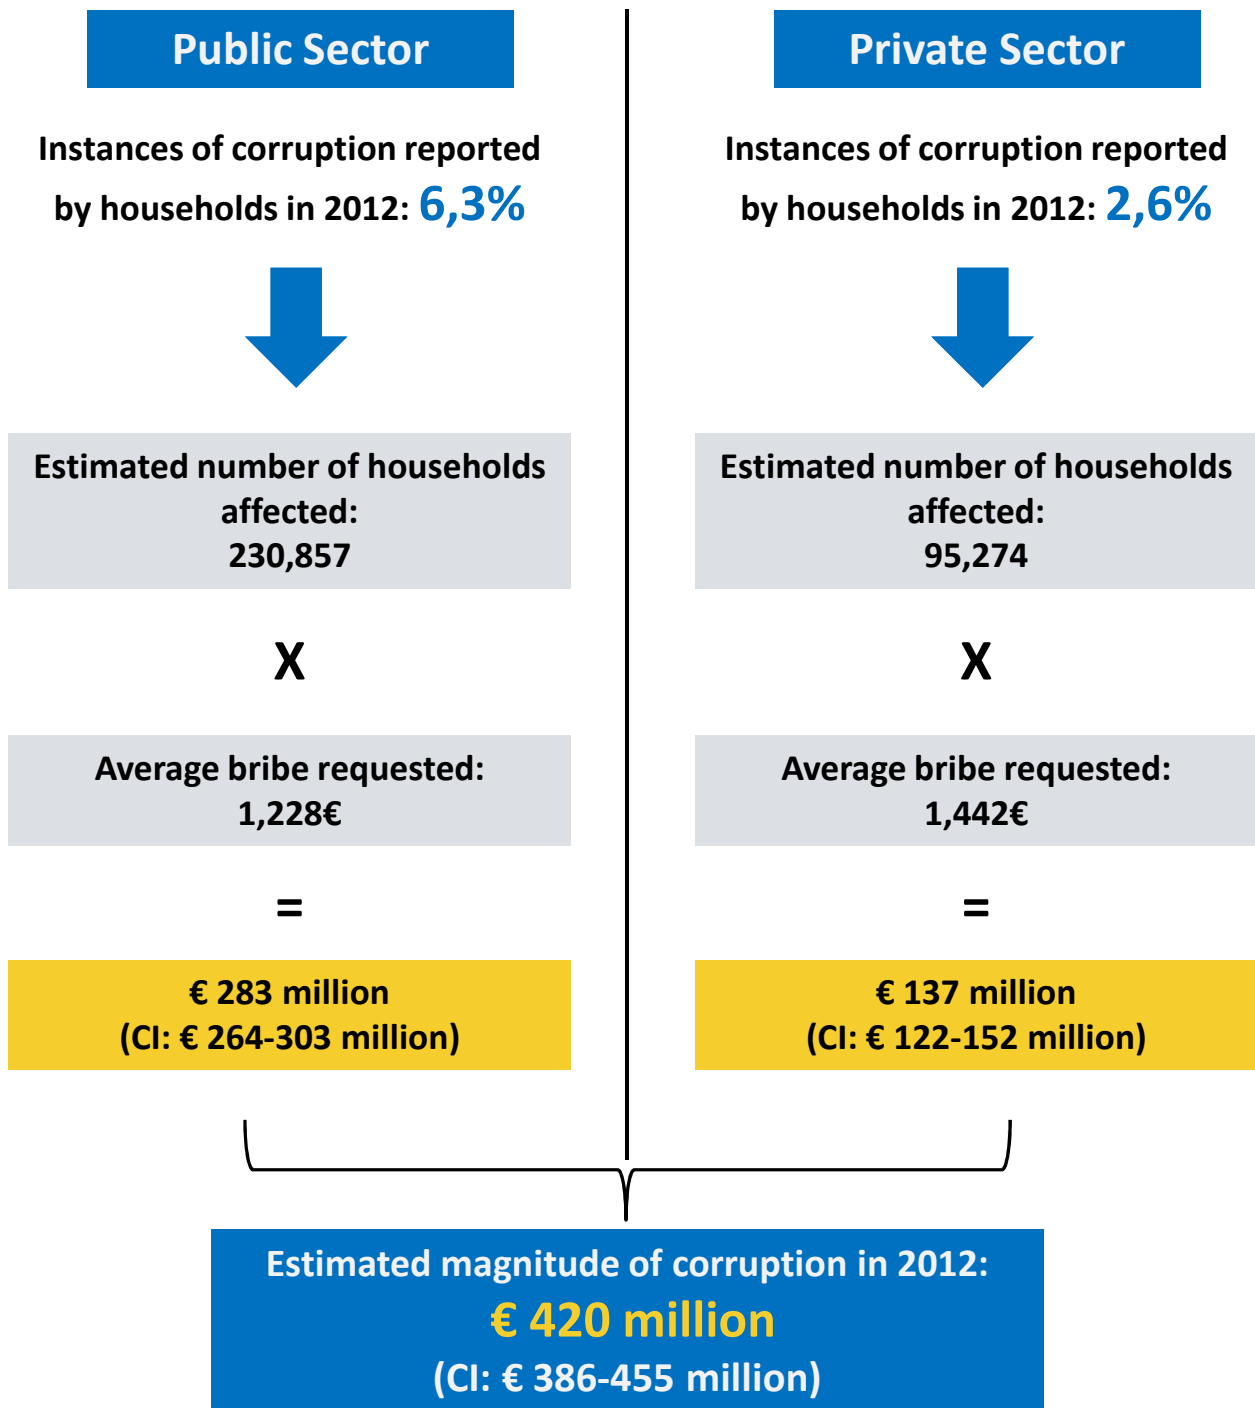 Public Sector
Instances of corruption reported
by households in 2012: 6,3%
Estimated number of households
affected:
230,857
X
Average bribe requested:
1,228€
=
€ 283 million
(CI: € 264-303 million)
Private Sector
Instances of corruption reported
by households in 2012: 2,6%
Estimated number of households
affected:
95,274
X
Average bribe requested:
1,442€
=
€ 137 million
(CI: € 122-152 million)
Estimated magnitude of corruption in 2012:
€ 420 million
(CI: € 386-455 million)